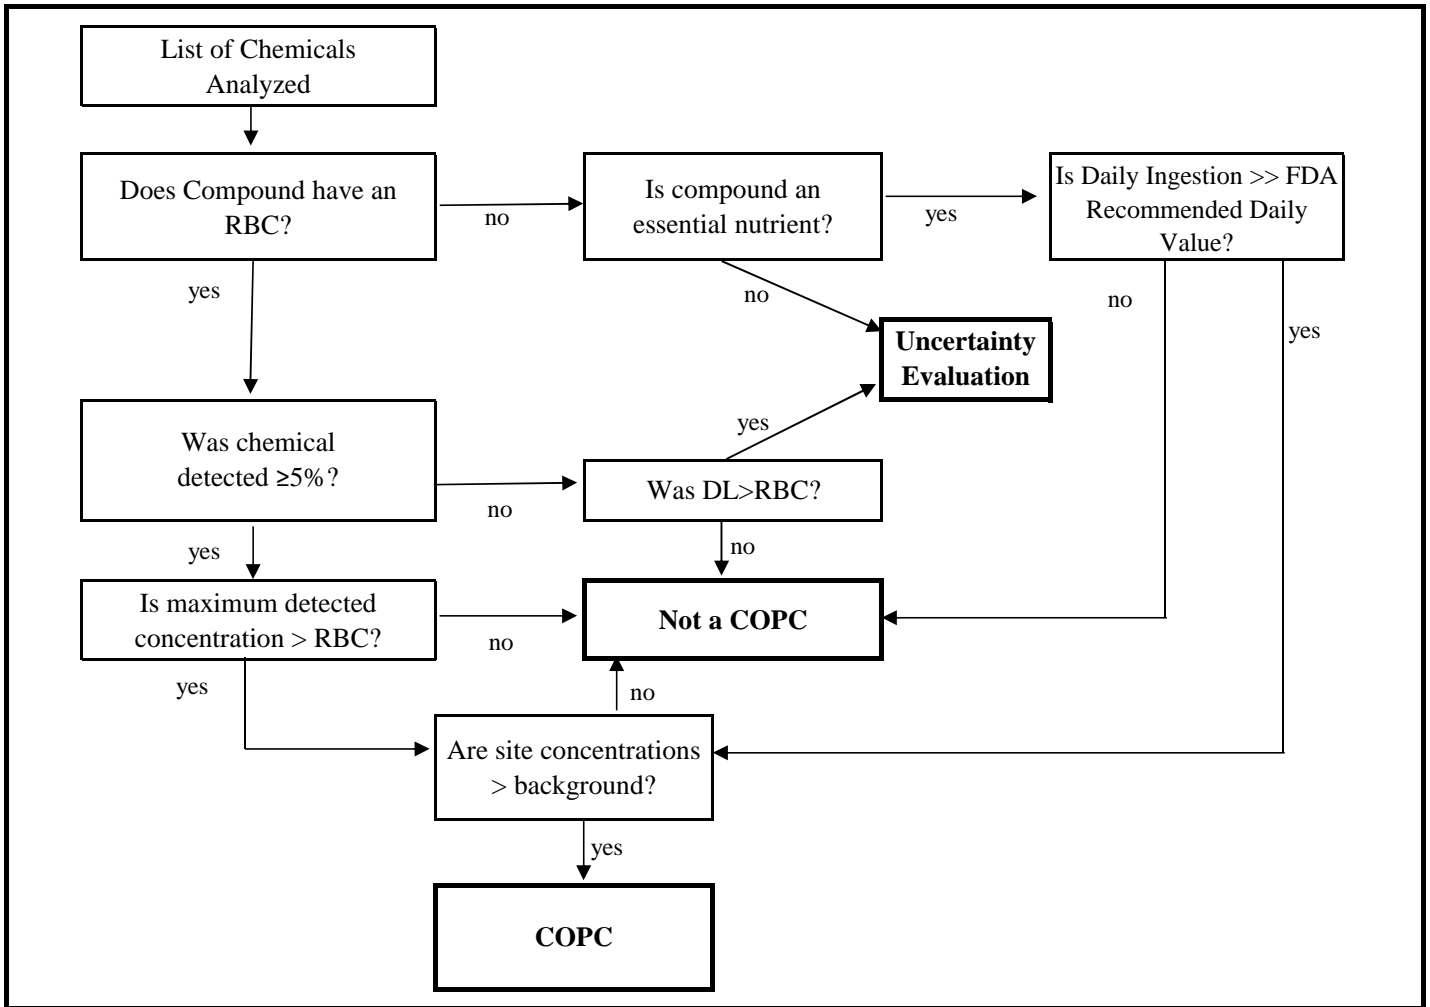 List of Chemicals
Analyzed
Does Compound have an
RBC?
no
Is compound an
essential nutrient?
yes
Is Daily Ingestion >> FDA
Recommended Daily
Value?
yes
no
no
yes
Uncertainty
Evaluation
Was chemical
detected ≥5%?
no
Was DL>RBC?
yes
yes
no
Is maximum detected
concentration > RBC?
no
Not a COPC
yes
no
Are site concentrations
> background?
yes
COPC